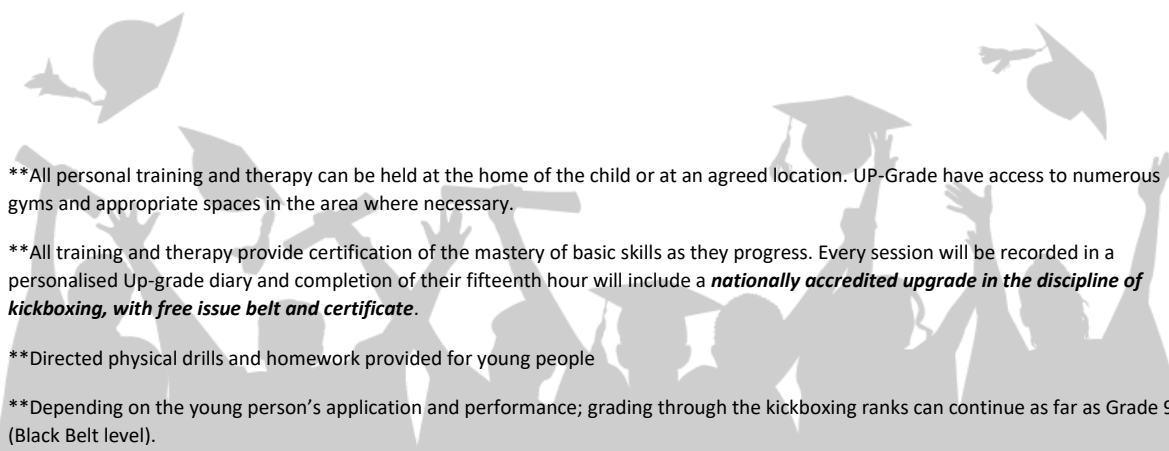 **All personal training and therapy can be held at the home of the child or at an agreed location. UP-Grade have access to numerous
gyms and appropriate spaces in the area where necessary.
**All training and therapy provide certification of the mastery of basic skills as they progress. Every session will be recorded in a
personalised Up-grade diary and completion of their fifteenth hour will include a nationally accredited upgrade in the discipline of
kickboxing, with free issue belt and certificate.
**Directed physical drills and homework provided for young people
**Depending on the young person’s application and performance; grading through the kickboxing ranks can continue as far as Grade 9
(Black Belt level).